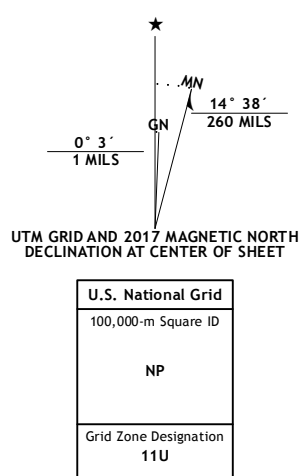 MN
14° 38´
260 MILS
GN
0° 3´
1 MILS
UTM GRID AND 2017 MAGNETIC NORTH
DECLINATION AT CENTER OF SHEET
U.S. National Grid
100,000-m Square ID
NP
Grid Zone Designation
11U